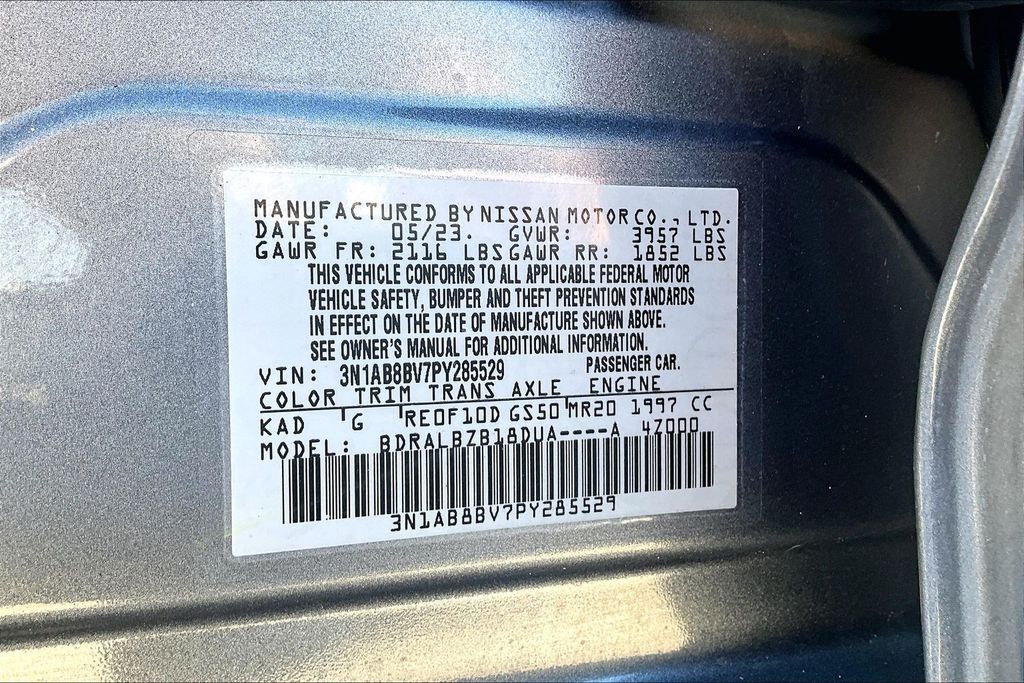 MANUFACTURED BY NISSAN MOTOR CO., LTD.
DATE: 05/23. GVWR: 3957 LBS
GAWR FR: 2116 LBS GAWR RR: 1852 LBS
THIS VEHICLE CONFORMS TO ALL APPLICABLE FEDERAL MOTOR
VEHICLE SAFETY, BUMPER AND THEFT PREVENTION STANDARDS
IN EFFECT ON THE DATE OF MANUFACTURE SHOWN ABOVE.
SEE OWNER'S MANUAL FOR ADDITIONAL INFORMATION.
VIN: 3N1AB8BV7PY285529 PASSENGER CAR.
COLOR TRIM TRANS AXLE ENGINE
KAD G RE0F10D GS50 MR20 1997 CC
MODEL: BDRALBZB18DUA----A 4Z000
3N1AB8BV7PY285529